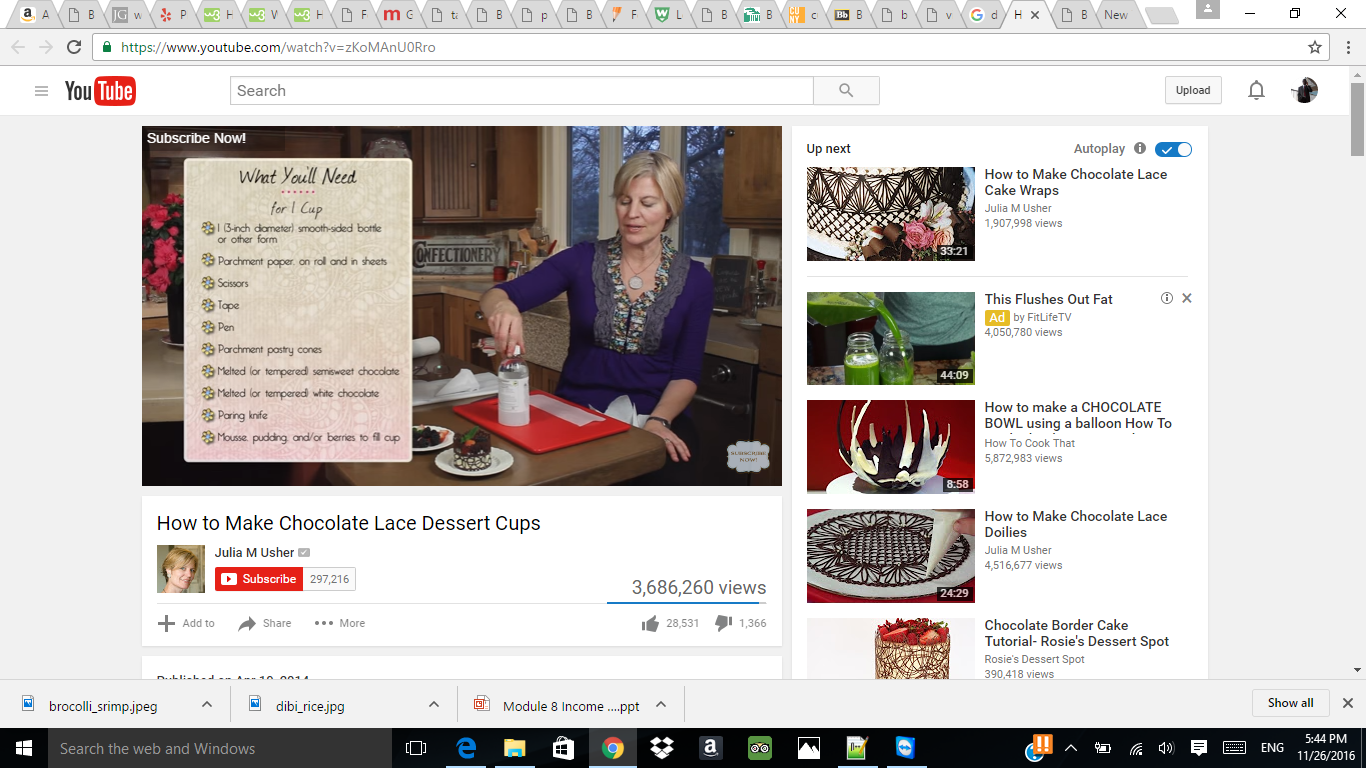 A
B
w
P
H
W
H
F
G
ta
B
p
B
F
L
B
B
c
B
b
v
d
H
B
New
https://www.youtube.com/watch?v=zKoMAnU0Rro
YouTube
Search
Upload
Subscribe Now!
What You'll Need
for 1 Cup
1 (3-inch diameter) smooth-sided bottle
or other form
Parchment paper, on roll and in sheets
Scissors
Tape
Pen
Parchment pastry cones
Melted (or tempered) semisweet chocolate
Melted (or tempered) white chocolate
Paring knife
Mousse, pudding, and/or berries to fill cup
CONFECTIONERY
SUBSCRIBE
NOW!
How to Make Chocolate Lace Dessert Cups
Julia M Usher
Subscribe 297,216
3,686,260 views
Add to Share More 28,531 1,366
Published on Apr 10, 2014
Up next Autoplay
How to Make Chocolate Lace
Cake Wraps
Julia M Usher
1,907,998 views
33:21
This Flushes Out Fat
Ad by FitLifeTV
4,050,780 views
44:09
How to make a CHOCOLATE
BOWL using a balloon How To
How To Cook That
5,872,983 views
8:58
How to Make Chocolate Lace
Doilies
Julia M Usher
4,516,677 views
24:29
Chocolate Border Cake
Tutorial- Rosie's Dessert Spot
Rosie's Dessert Spot
390,418 views
brocolli_srimp.jpeg
dibi_rice.jpg
Module 8 Income ....ppt
Show all
Search the web and Windows
ENG
5:44 PM
11/26/2016